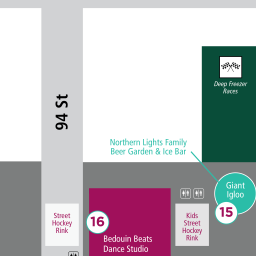 Deep Freezer
Races
94 St
Northern Lights Family
Beer Garden & Ice Bar
Giant
Igloo
15
Street
Hockey
Rink
16
Kids
Street
Hockey
Rink
Bedouin Beats
Dance Studio